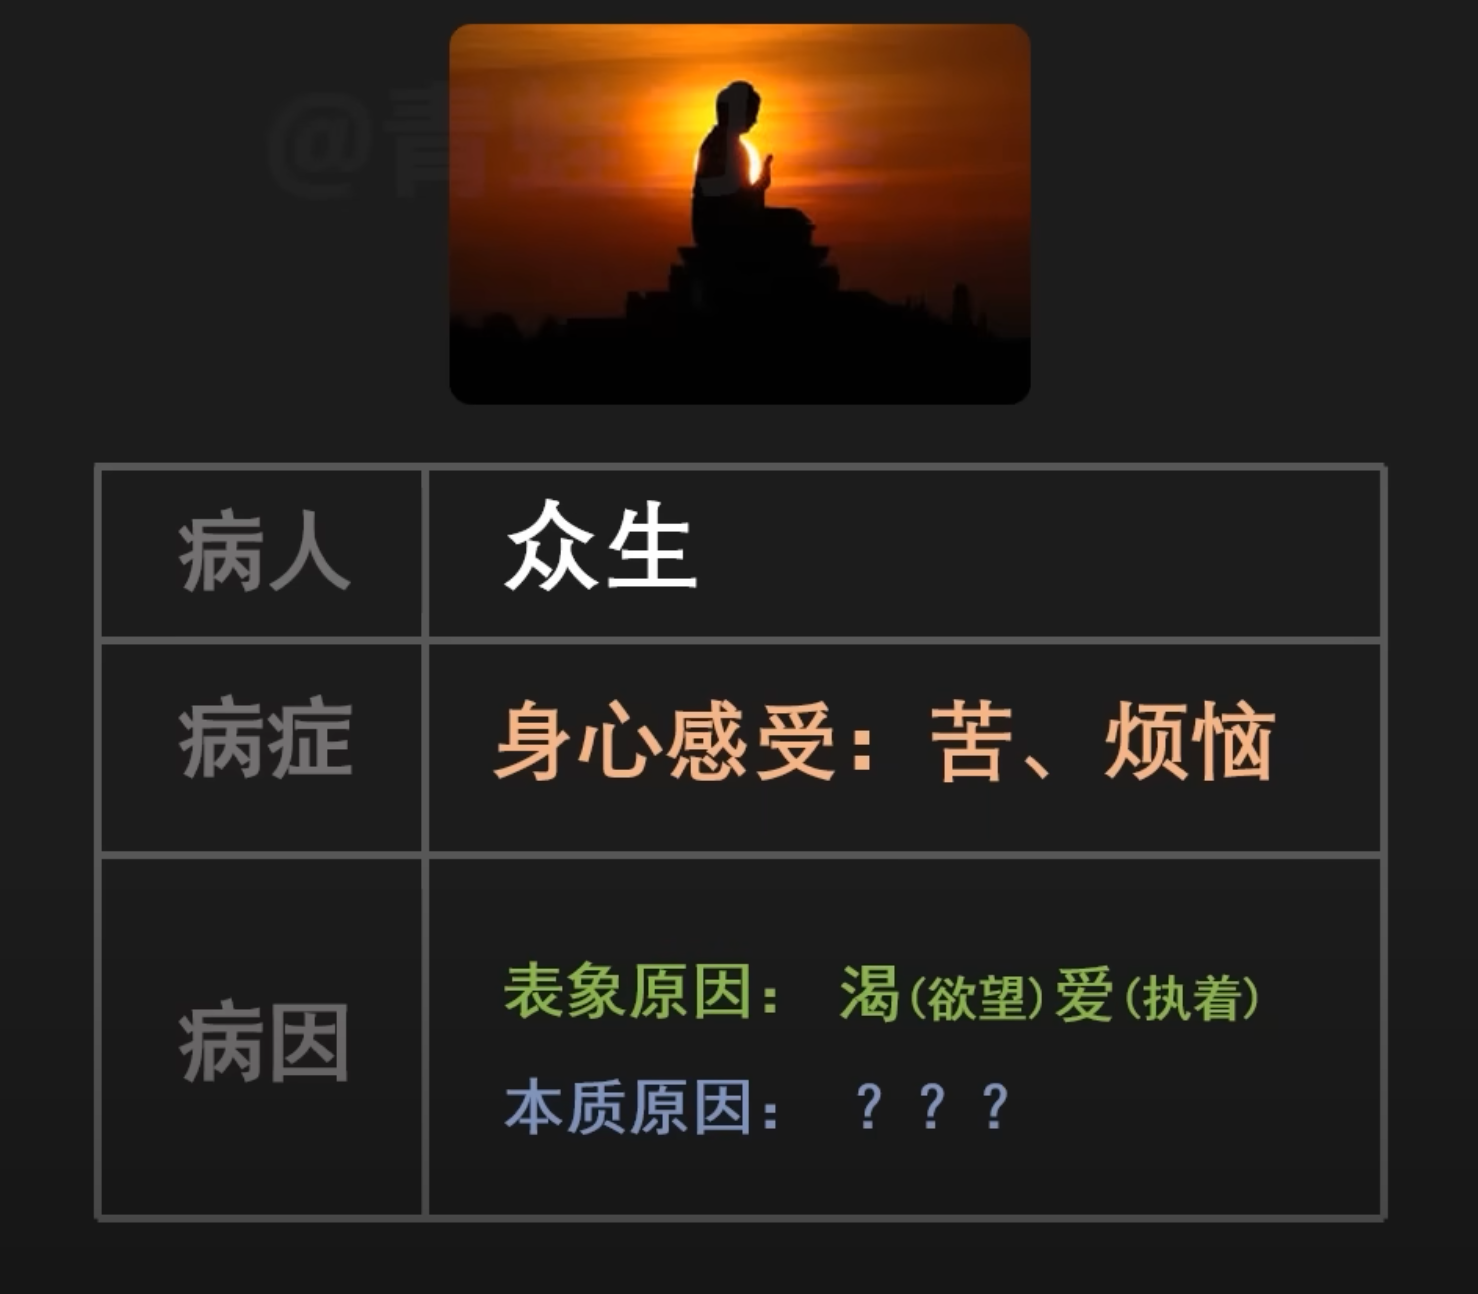 @青
病人
众生
病症
身心感受：苦、烦恼
病因
表象原因： 渴(欲望)爱(执着)
本质原因： ？？？